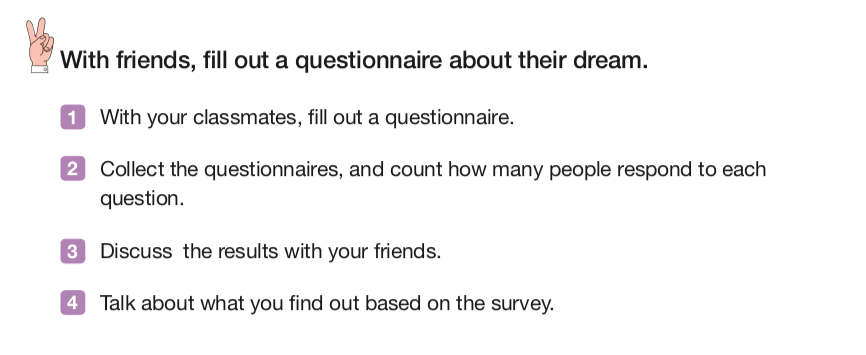 With friends, fill out a questionnaire about their dream.
1 With your classmates, fill out a questionnaire.
2 Collect the questionnaires, and count how many people respond to each
question.
3 Discuss  the results with your friends.
4 Talk about what you find out based on the survey.